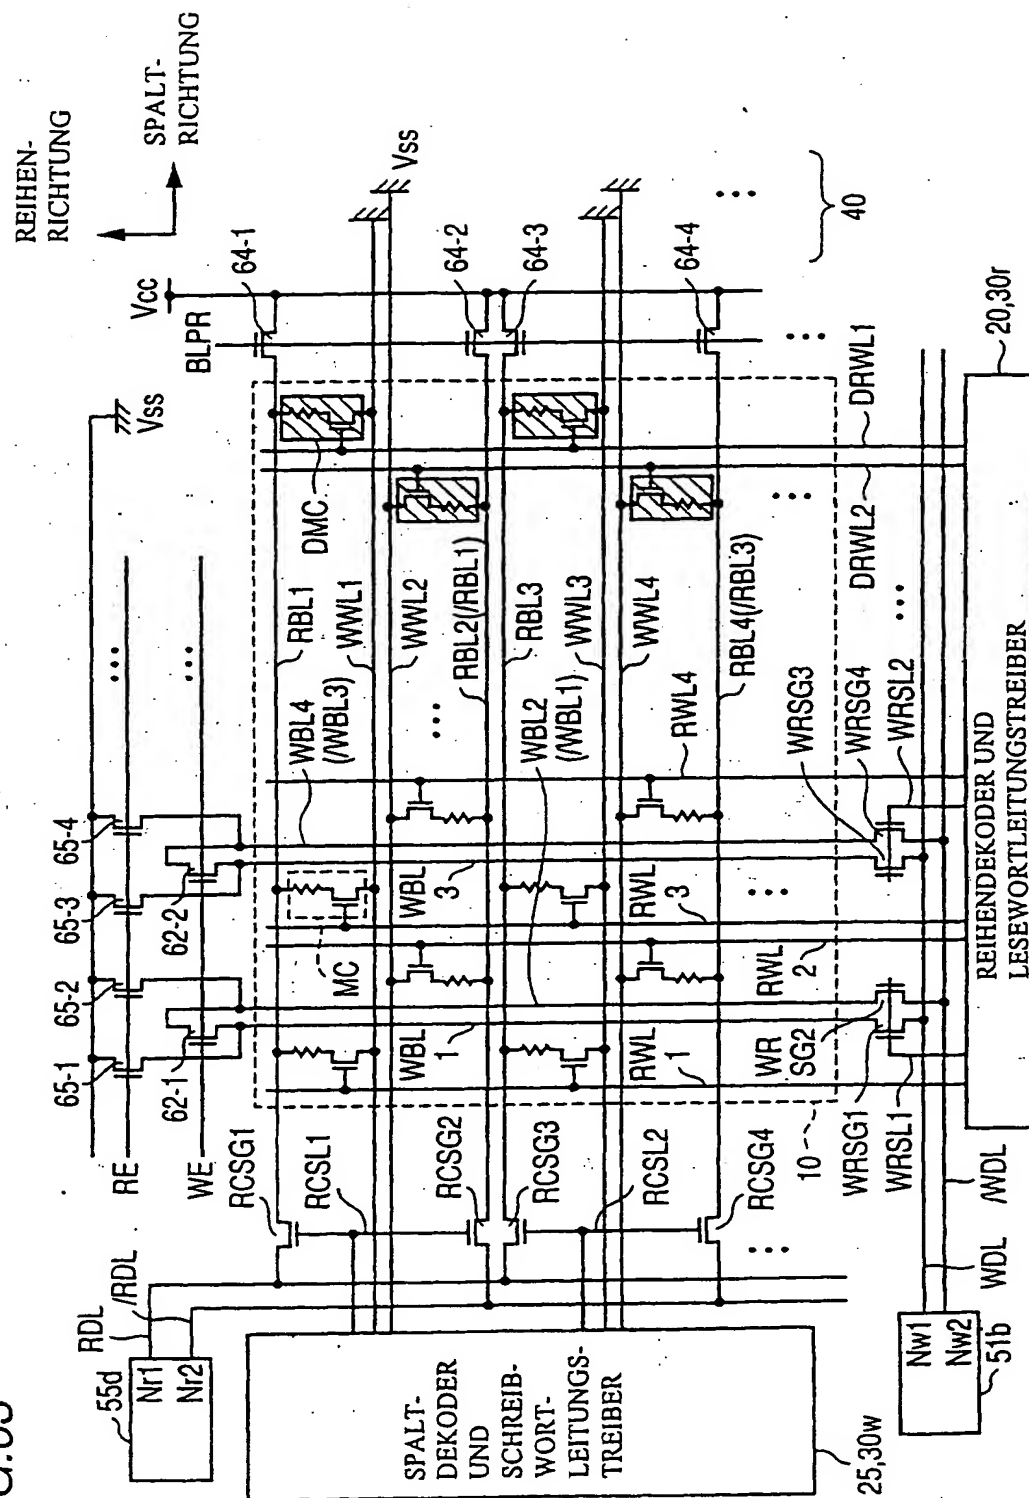 REIHEN-
RICHTUNG
SPALT-
RICHTUNG
Vcc
BLPR
64-1
64-2
64-3
64-4
Vss
40
Vss
20,30r
DRWL1
DRWL2
DMC
RBL1
WWL1
WWL2
RBL2(/RBL1)
RBL3
WWL3
WWL4
RBL4(/RBL3)
WBL4
(/WBL3)
WBL2
(/WBL1)
RWL4
WRSG3
WRSG4
WRSL2
65-4
65-3
62-2
65-2
65-1
62-1
WBL
3
RWL
3
MC
RWL
2
WBL
1
RWL
1
WR
SG2
10
WRSG1
WRSL1
RE
WE
RCSG1
RCSL1
RCSG2
RCSG3
RCSL2
RCSG4
REIHENDEKODER UND
LESEWORTLEITUNGSTREIBER
RDL
/RDL
55d
Nr1
Nr2
SPALT-
DEKODER
UND
SCHREIB-
WORT-
LEITUNGS-
TREIBER
25,30w
WDL
/WDL
Nw1
Nw2
51b